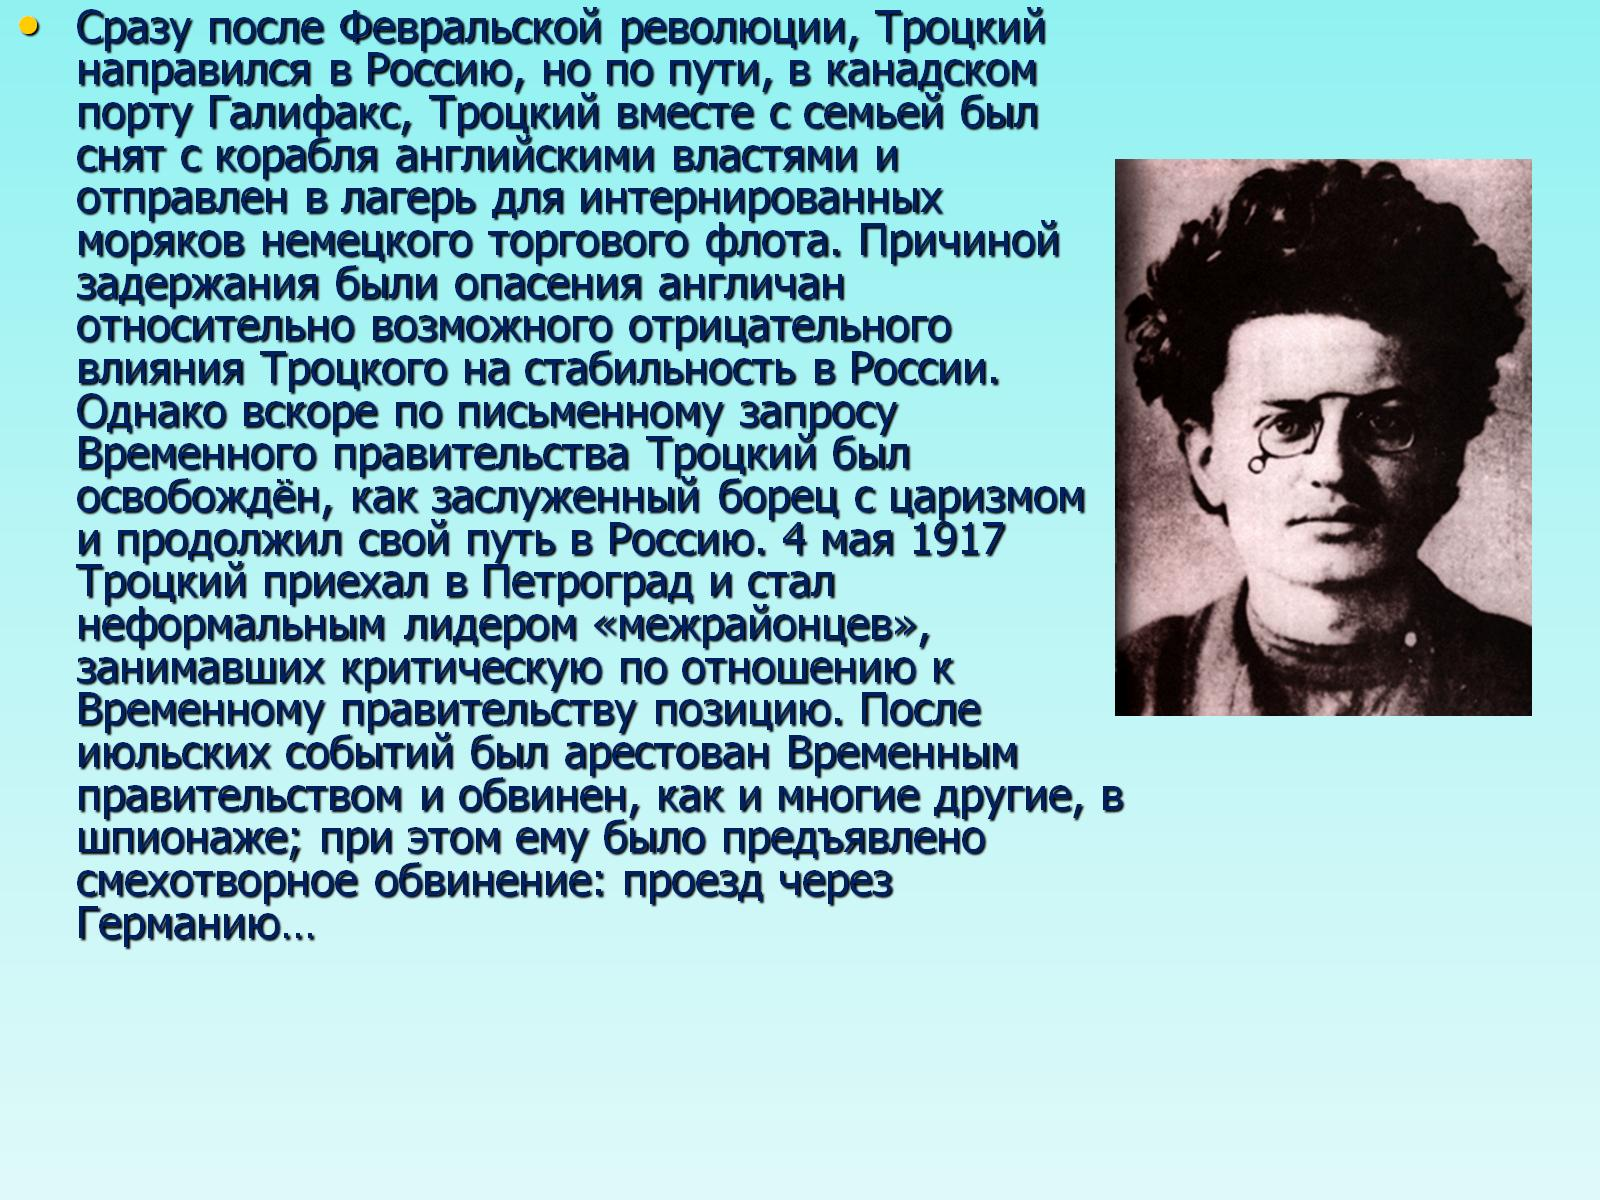 • Сразу после Февральской революции, Троцкий
направился в Россию, но по пути, в канадском
порту Галифакс, Троцкий вместе с семьей был
снят с корабля английскими властями и
отправлен в лагерь для интернированных
моряков немецкого торгового флота. Причиной
задержания были опасения англичан
относительно возможного отрицательного
влияния Троцкого на стабильность в России.
Однако вскоре по письменному запросу
Временного правительства Троцкий был
освобождён, как заслуженный борец с царизмом
и продолжил свой путь в Россию. 4 мая 1917
Троцкий приехал в Петроград и стал
неформальным лидером «межрайонцев»,
занимавших критическую по отношению к
Временному правительству позицию. После
июльских событий был арестован Временным
правительством и обвинен, как и многие другие, в
шпионаже; при этом ему было предъявлено
смехотворное обвинение: проезд через
Германию…